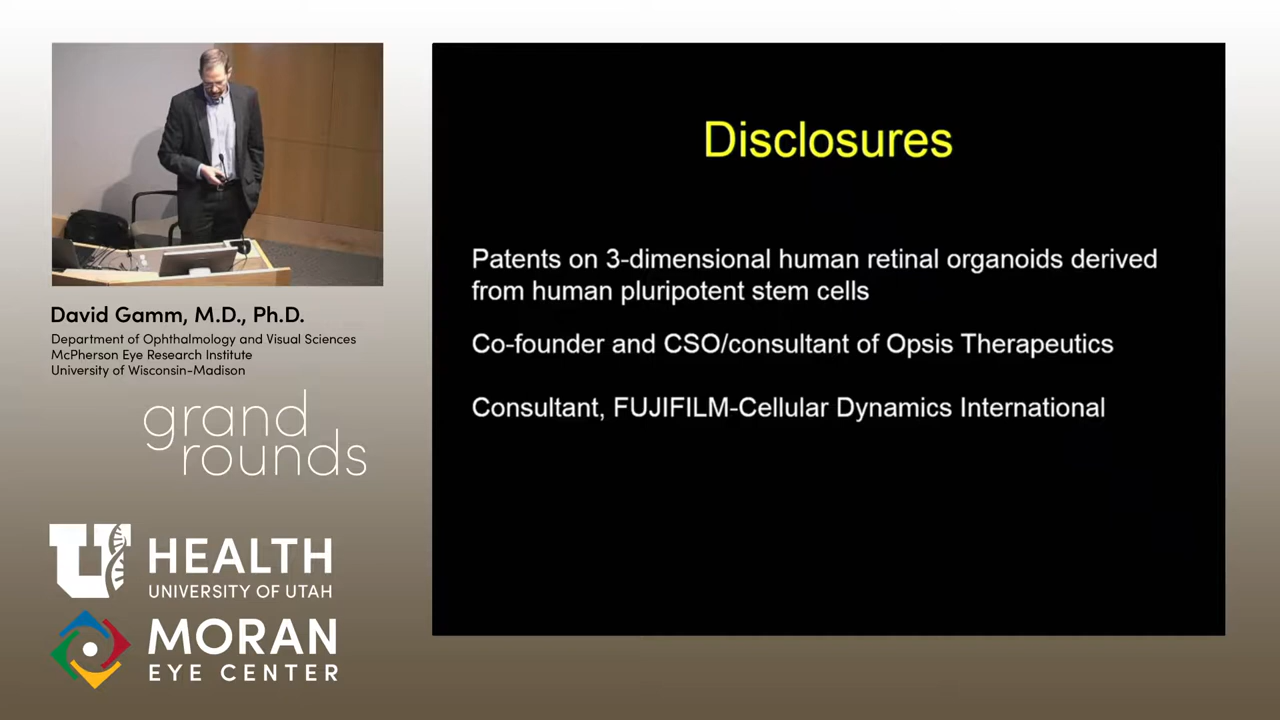 David Gamm, M.D., Ph.D.
Department of Ophthalmology and Visual Sciences
McPherson Eye Research Institute
University of Wisconsin-Madison
grand
rounds
U HEALTH
UNIVERSITY OF UTAH
MORAN
EYE CENTER
Disclosures
Patents on 3-dimensional human retinal organoids derived
from human pluripotent stem cells
Co-founder and CSO/consultant of Opsis Therapeutics
Consultant, FUJIFILM-Cellular Dynamics International